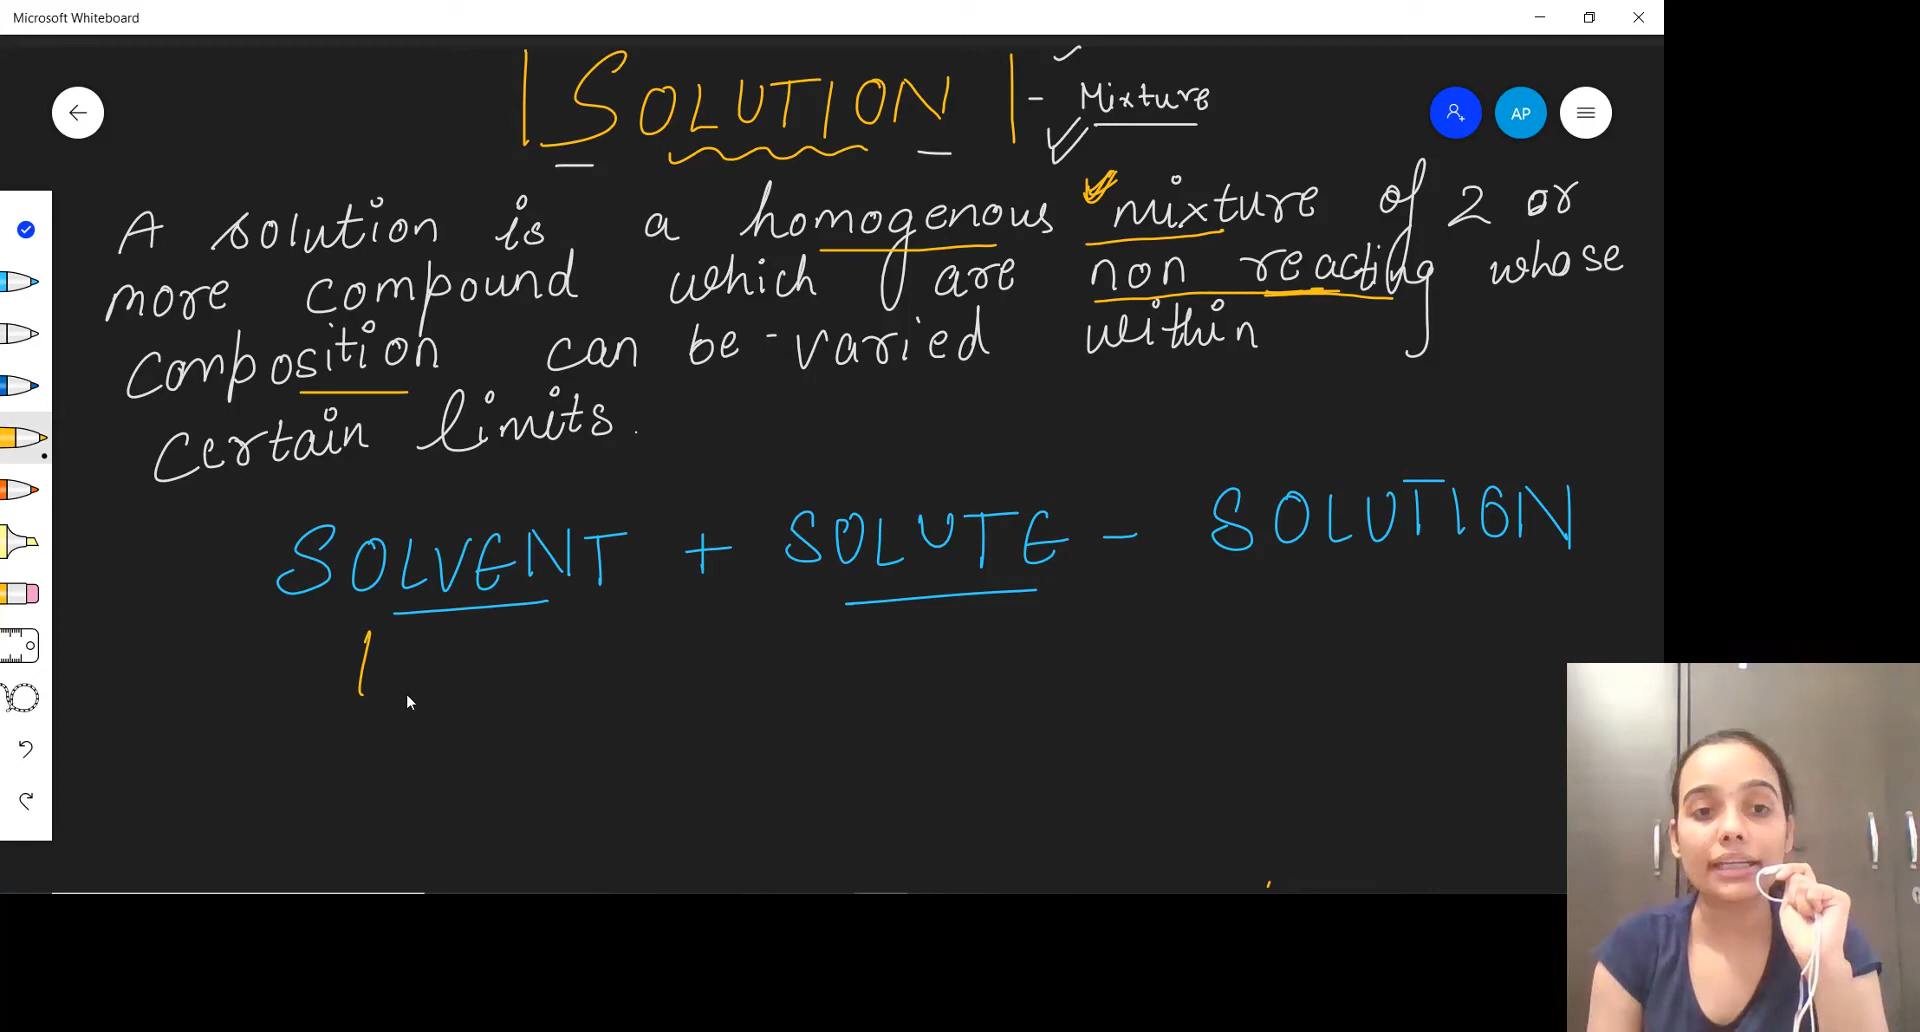 Microsoft Whiteboard
| SOLUTION | - Mixture
AP
A solution is a homogenous mixture of 2 or
more compound which are non reacting whose
composition can be varied within
certain limits.
SOLVENT + SOLUTE - SOLUTION